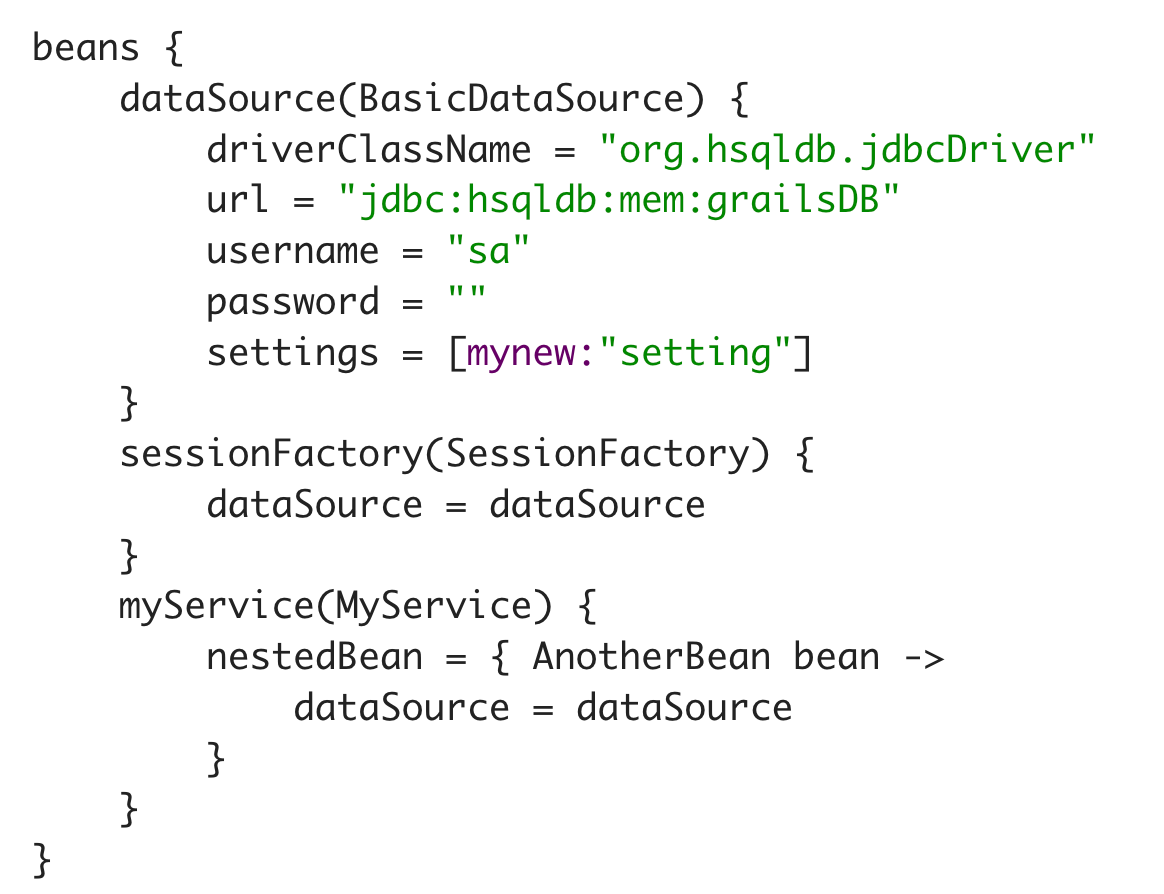 beans {
    dataSource(BasicDataSource) {
        driverClassName = "org.hsqldb.jdbcDriver"
        url = "jdbc:hsqldb:mem:grailsDB"
        username = "sa"
        password = ""
        settings = [mynew:"setting"]
    }
    sessionFactory(SessionFactory) {
        dataSource = dataSource
    }
    myService(MyService) {
        nestedBean = { AnotherBean bean ->
            dataSource = dataSource
        }
    }
}